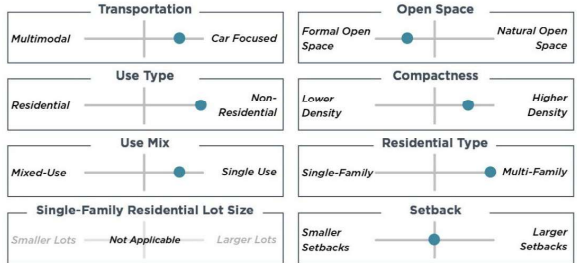 Transportation
Multimodal
Car Focused
Open Space
Formal Open
Space
Natural Open
Space
Use Type
Residential
Non-
Residential
Compactness
Lower
Density
Higher
Density
Use Mix
Mixed-Use
Single Use
Residential Type
Single-Family
Multi-Family
Single-Family Residential Lot Size
Smaller Lots
Not Applicable
Larger Lots
Setback
Smaller
Setbacks
Larger
Setbacks